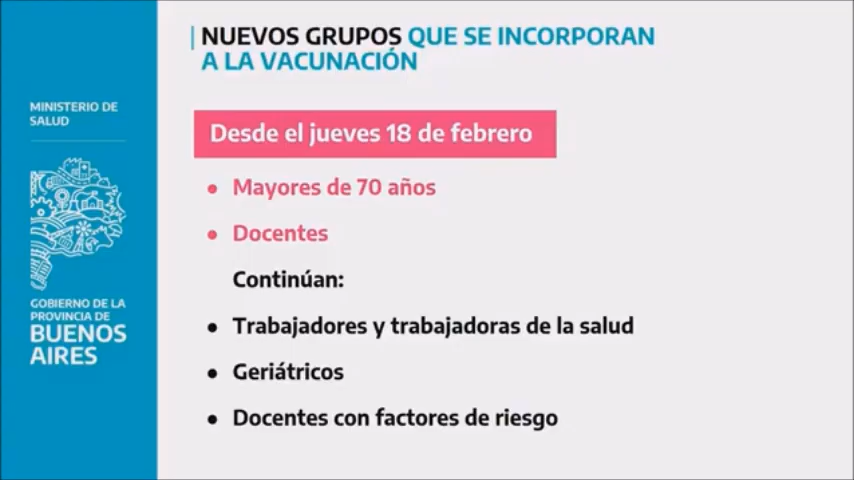 NUEVOS GRUPOS QUE SE INCORPORAN
A LA VACUNACIÓN
MINISTERIO DE
SALUD
GOBIERNO DE LA
PROVINCIA DE
BUENOS
AIRES
Desde el jueves 18 de febrero
• Mayores de 70 años
• Docentes
Continúan:
• Trabajadores y trabajadoras de la salud
• Geriátricos
• Docentes con factores de riesgo